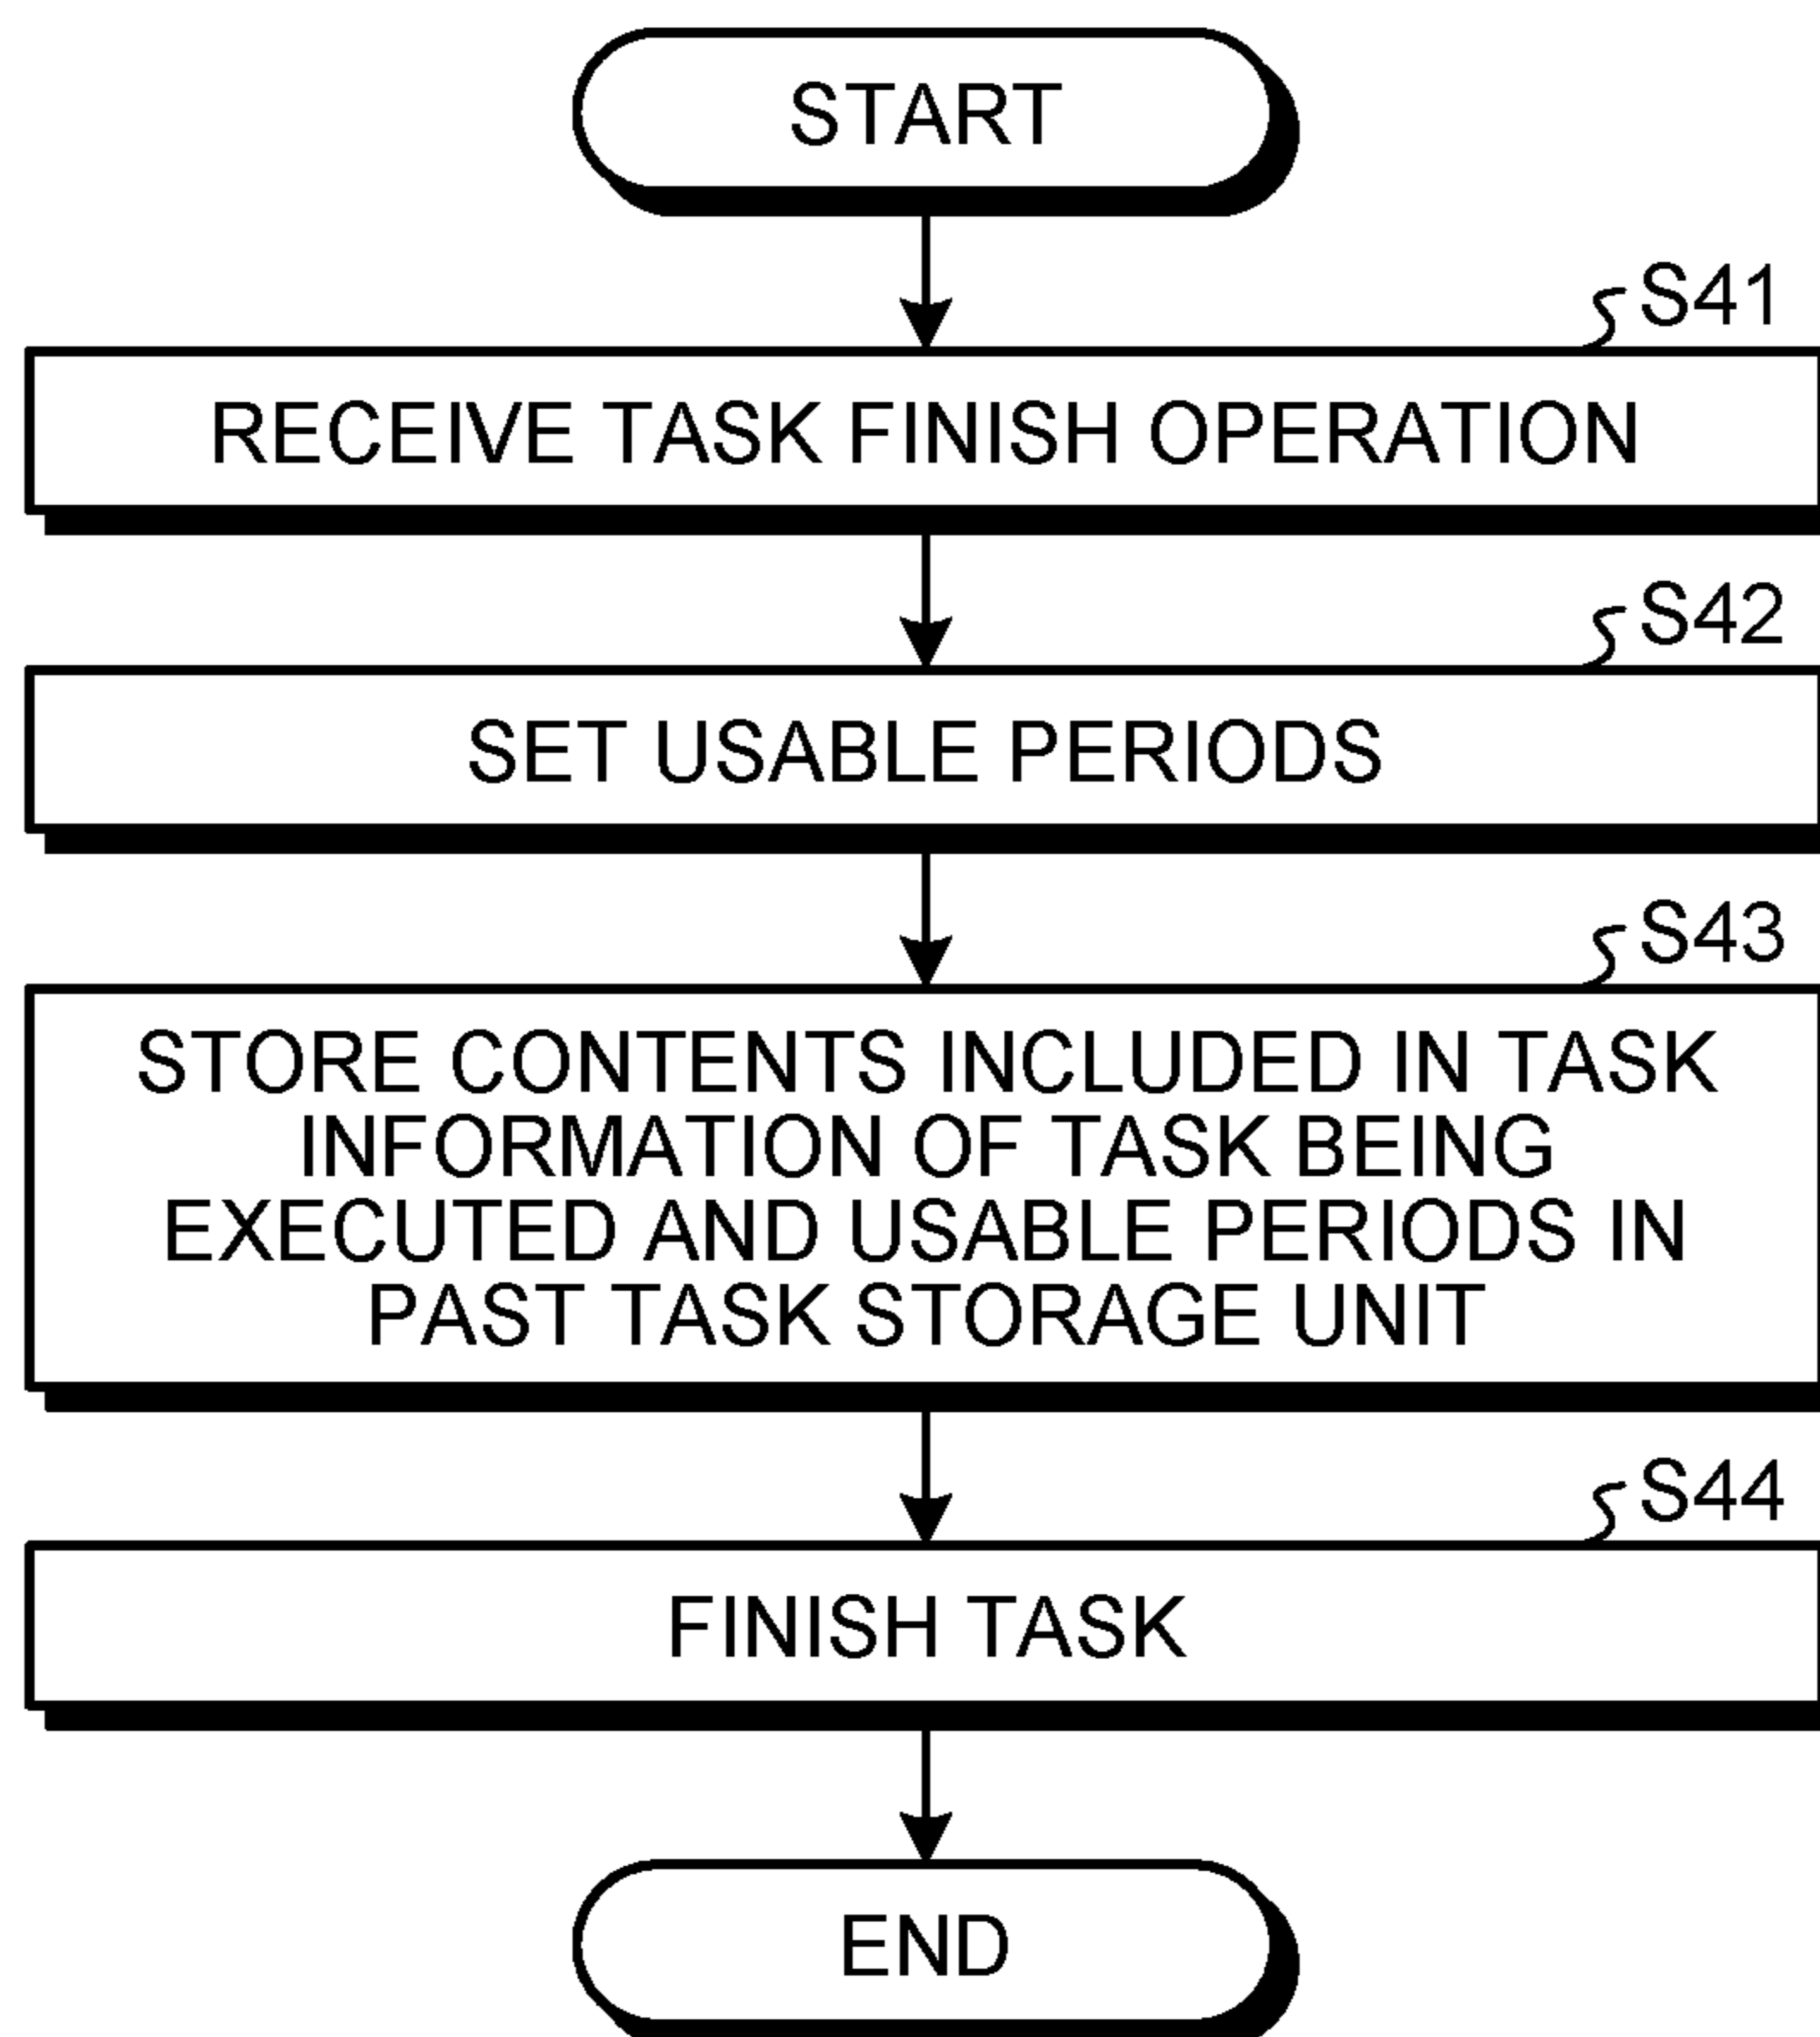 START
S41
RECEIVE TASK FINISH OPERATION
S42
SET USABLE PERIODS
S43
STORE CONTENTS INCLUDED IN TASK
INFORMATION OF TASK BEING
EXECUTED AND USABLE PERIODS IN
PAST TASK STORAGE UNIT
S44
FINISH TASK
END